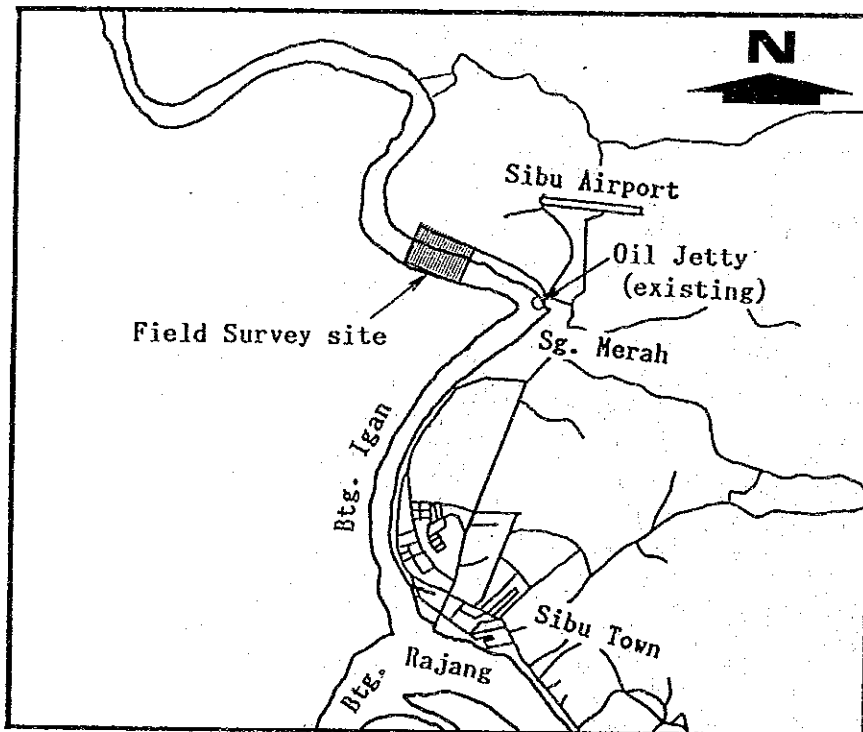 N
Sibu Airport
Oil Jetty
(existing)
Field Survey site
Sg. Merah
Btg. Igan
Sibu Town
Btg. Rajang